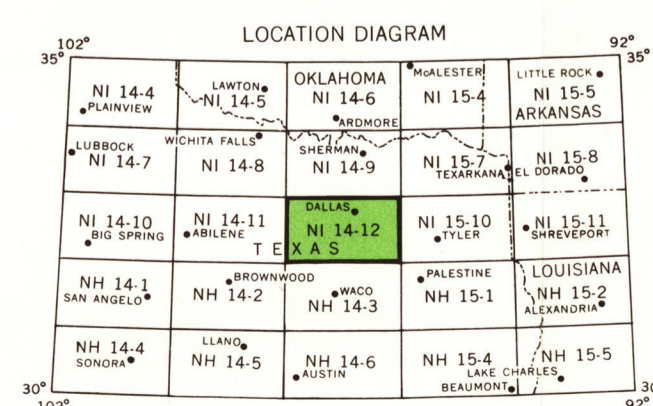 LOCATION DIAGRAM
102°
92°
35°
35°
NI 14-4
PLAINVIEW
LAWTON
NI 14-5
OKLAHOMA
NI 14-6
ARDMORE
McALESTER
NI 15-4
LITTLE ROCK
NI 15-5
ARKANSAS
LUBBOCK
NI 14-7
WICHITA FALLS
NI 14-8
SHERMAN
NI 14-9
NI 15-7
TEXARKANA
NI 15-8
EL DORADO
NI 14-10
BIG SPRING
NI 14-11
ABILENE
DALLAS
NI 14-12
TEXAS
NI 15-10
TYLER
NI 15-11
SHREVEPORT
NH 14-1
SAN ANGELO
BROWNWOOD
NH 14-2
WACO
NH 14-3
PALESTINE
NH 15-1
LOUISIANA
NH 15-2
ALEXANDRIA
NH 14-4
SONORA
LLANO
NH 14-5
NH 14-6
AUSTIN
NH 15-4
BEAUMONT
LAKE CHARLES
NH 15-5
30°